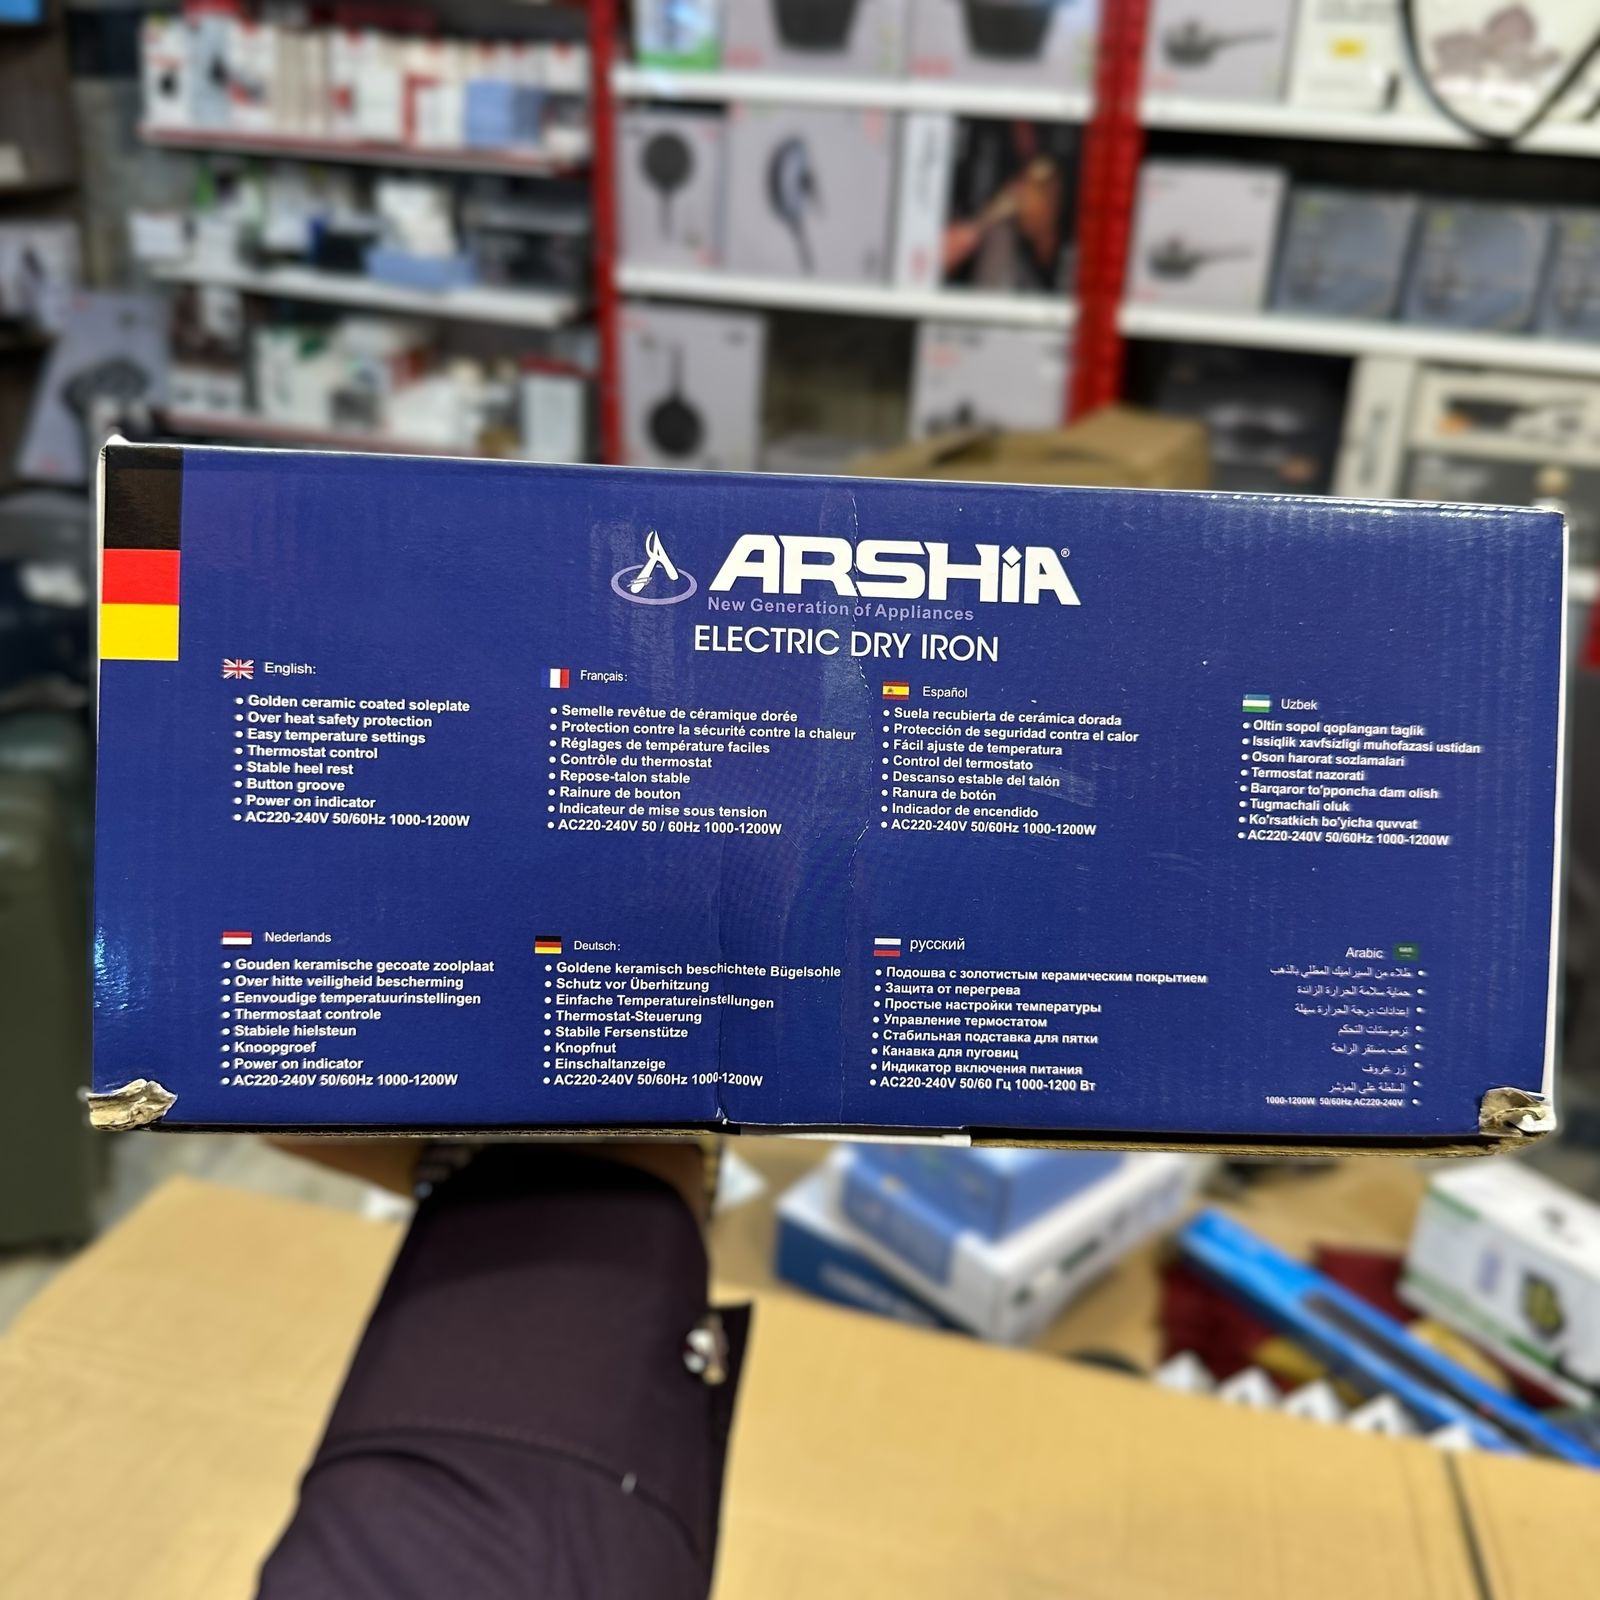 ARSHiA®
New Generation of Appliances
ELECTRIC DRY IRON
English:
• Golden ceramic coated soleplate
• Over heat safety protection
• Easy temperature settings
• Thermostat control
• Stable heel rest
• Button groove
• Power on indicator
• AC220-240V 50/60Hz 1000-1200W
Français:
• Semelle revêtue de céramique dorée
• Protection contre la sécurité contre la chaleur
• Réglages de température faciles
• Contrôle du thermostat
• Repose-talon stable
• Rainure de bouton
• Indicateur de mise sous tension
• AC220-240V 50 / 60Hz 1000-1200W
Español
• Suela recubierta de cerámica dorada
• Protección de seguridad contra el calor
• Fácil ajuste de temperatura
• Control del termostato
• Descanso estable del talón
• Ranura de botón
• Indicador de encendido
• AC220-240V 50/60Hz 1000-1200W
Uzbek
• Oltin sopol qoplangan taglik
• Issiqlik xavfsizligi muhofazasi ustidan
• Oson harorat sozlamalari
• Termostat nazorati
• Barqaror to'pponcha dam olish
• Tugmachali oluk
• Ko'rsatkich bo'yicha quvvat
• AC220-240V 50/60Hz 1000-1200W
Nederlands
• Gouden keramische gecoate zoolplaat
• Over hitte veiligheid bescherming
• Eenvoudige temperatuurinstellingen
• Thermostaat controle
• Stabiele hielsteun
• Knoopgroef
• Power on indicator
• AC220-240V 50/60Hz 1000-1200W
Deutsch:
• Goldene keramisch beschichtete Bügelsohle
• Schutz vor Überhitzung
• Einfache Temperatureinstellungen
• Thermostat-Steuerung
• Stabile Fersenstütze
• Knopfnut
• Einschaltanzeige
• AC220-240V 50/60Hz 1000-1200W
русский
• Подошва с золотистым керамическим покрытием
• Защита от перегрева
• Простые настройки температуры
• Управление термостатом
• Стабильная подставка для пятки
• Канавка для пуговиц
• Индикатор включения питания
• AC220-240V 50/60 Гц 1000-1200 Вт
Arabic
• طلاء من السيراميك المطلي بالذهب
• حماية سلامة الحرارة الزائدة
• إعدادات درجة الحرارة سهلة
• ترموستات التحكم
• كعب مستقر الراحة
• زر غروف
• السلطة على المؤشر
1000-1200W 50/60Hz AC220-240V •